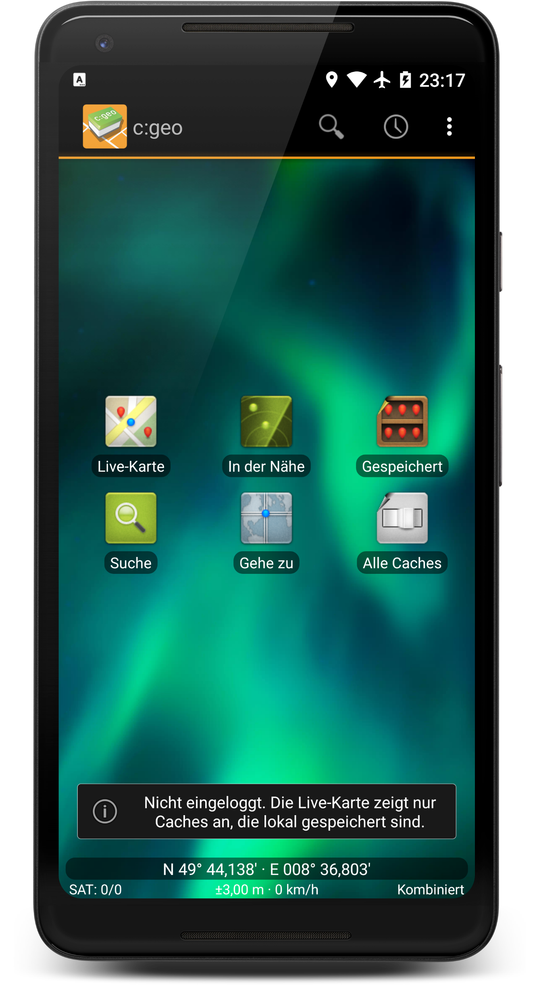 A
23:17
c:geo
c:geo
Live-Karte
In der Nähe
Gespeichert
Suche
Gehe zu
Alle Caches
Nicht eingeloggt. Die Live-Karte zeigt nur
Caches an, die lokal gespeichert sind.
N 49° 44,138' · E 008° 36,803'
SAT: 0/0
±3,00 m · 0 km/h
Kombiniert